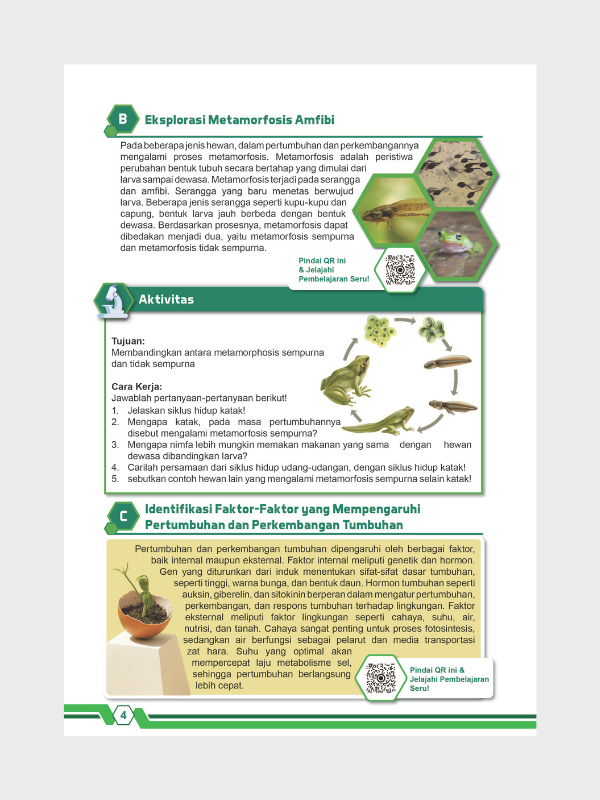 B
Eksplorasi Metamorfosis Amfibi
Pada beberapa jenis hewan, dalam pertumbuhan dan perkembangannya
mengalami proses metamorfosis. Metamorfosis adalah peristiwa
perubahan bentuk tubuh secara bertahap yang dimulai dari
larva sampai dewasa. Metamorfosis terjadi pada serangga
dan amfibi. Serangga yang baru menetas berwujud
larva. Beberapa jenis serangga seperti kupu-kupu dan
capung, bentuk larva jauh berbeda dengan bentuk
dewasa. Berdasarkan prosesnya, metamorfosis dapat
dibedakan menjadi dua, yaitu metamorfosis sempurna
dan metamorfosis tidak sempurna.
Pindai QR ini
& Jelajahi
Pembelajaran Seru!
Aktivitas
Tujuan:
Membandingkan antara metamorphosis sempurna
dan tidak sempurna
Cara Kerja:
Jawablah pertanyaan-pertanyaan berikut!
1. Jelaskan siklus hidup katak!
2. Mengapa katak, pada masa pertumbuhannya
disebut mengalami metamorfosis sempurna?
3. Mengapa nimfa lebih mungkin memakan makanan yang sama dengan hewan
dewasa dibandingkan larva?
4. Carilah persamaan dari siklus hidup udang-udangan, dengan siklus hidup katak!
5. sebutkan contoh hewan lain yang mengalami metamorfosis sempurna selain katak!
C
Identifikasi Faktor-Faktor yang Mempengaruhi
Pertumbuhan dan Perkembangan Tumbuhan
Pertumbuhan dan perkembangan tumbuhan dipengaruhi oleh berbagai faktor,
baik internal maupun eksternal. Faktor internal meliputi genetik dan hormon.
Gen yang diturunkan dari induk menentukan sifat-sifat dasar tumbuhan,
seperti tinggi, warna bunga, dan bentuk daun. Hormon tumbuhan seperti
auksin, giberelin, dan sitokinin berperan dalam mengatur pertumbuhan,
perkembangan, dan respons tumbuhan terhadap lingkungan. Faktor
eksternal meliputi faktor lingkungan seperti cahaya, suhu, air,
nutrisi, dan tanah. Cahaya sangat penting untuk proses fotosintesis,
sedangkan air berfungsi sebagai pelarut dan media transportasi
zat hara. Suhu yang optimal akan
mempercepat laju metabolisme sel,
sehingga pertumbuhan berlangsung
lebih cepat.
Pindai QR ini &
Jelajahi Pembelajaran
Seru!
4